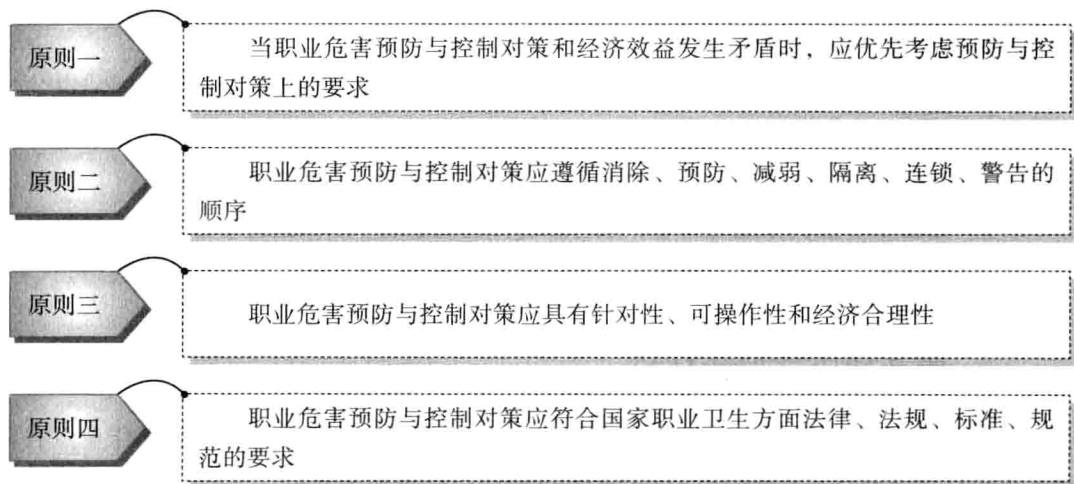 原则一
当职业危害预防与控制对策和经济效益发生矛盾时，应优先考虑预防与控
制对策上的要求
原则二
职业危害预防与控制对策应遵循消除、预防、减弱、隔离、连锁、警告的
顺序
原则三
职业危害预防与控制对策应具有针对性、可操作性和经济合理性
原则四
职业危害预防与控制对策应符合国家职业卫生方面法律、法规、标准、规
范的要求